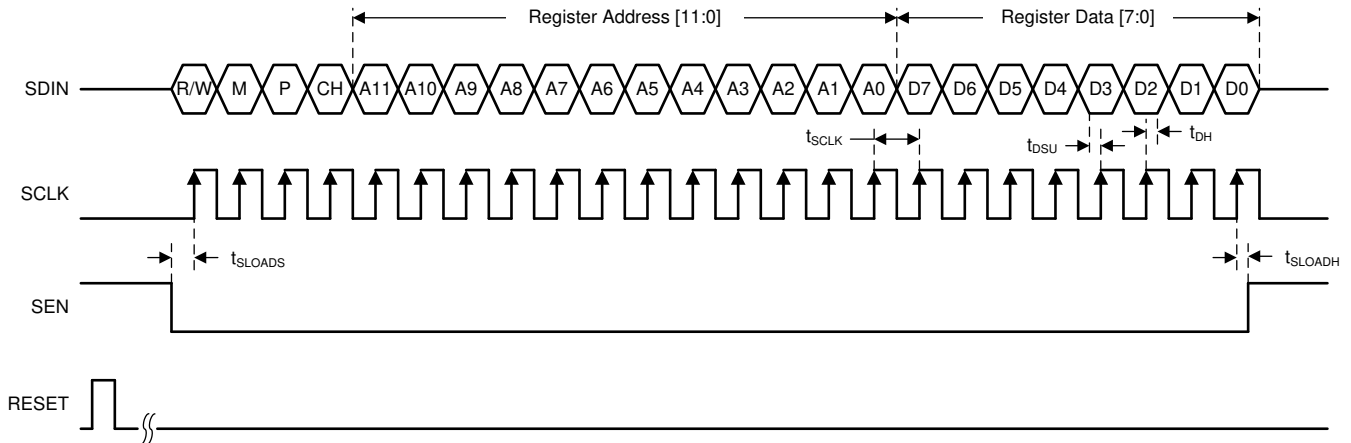 Register Address [11:0] Register Data [7:0]
SDIN R/W M P CH A11 A10 A9 A8 A7 A6 A5 A4 A3 A2 A1 A0 D7 D6 D5 D4 D3 D2 D1 D0
tSCLK tDSU tDH
SCLK
tSLOADS tSLOADH
SEN
RESET